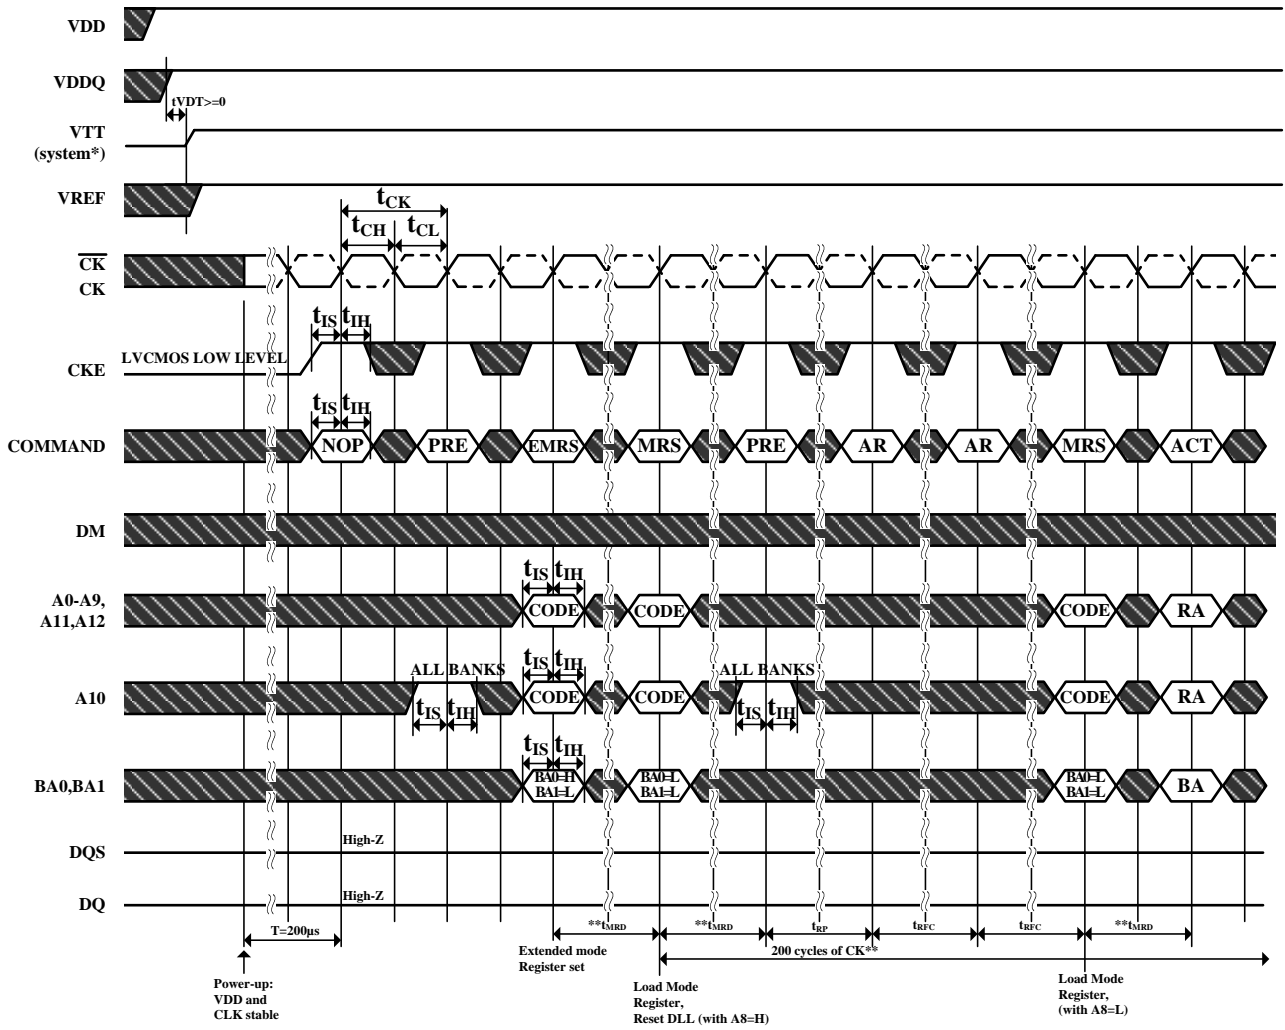 VDD
VDDQ
tVDT>=0
VTT
(system*)
VREF
tCK
tCH
tCL
CK
CK
tIS
tIH
LVCMOS LOW LEVEL
CKE
tIS
tIH
COMMAND
NOP
PRE
EMRS
MRS
PRE
AR
AR
MRS
ACT
DM
tIS
tIH
A0-A9,
A11,A12
CODE
CODE
CODE
RA
ALL BANKS
tIS
tIH
ALL BANKS
A10
CODE
CODE
CODE
RA
tIS
tIH
tIS
tIH
tIS
tIH
BA0,BA1
BA0=H
BA1=L
BA0=L
BA1=L
BA0=L
BA1=L
BA
High-Z
DQS
High-Z
DQ
T=200µs
**tMRD
**tMRD
tRP
tRFC
tRFC
**tMRD
200 cycles of CK**
Extended mode
Register set
Power-up:
VDD and
CLK stable
Load Mode
Register,
Reset DLL (with A8=H)
Load Mode
Register,
(with A8=L)